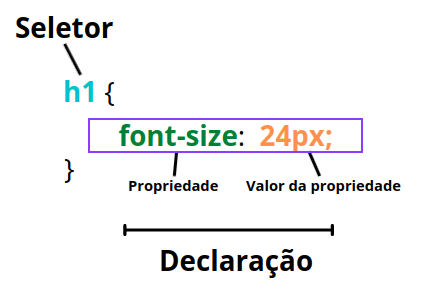 Seletor
h1 {
font-size: 24px;
}
Propriedade Valor da propriedade
Declaração